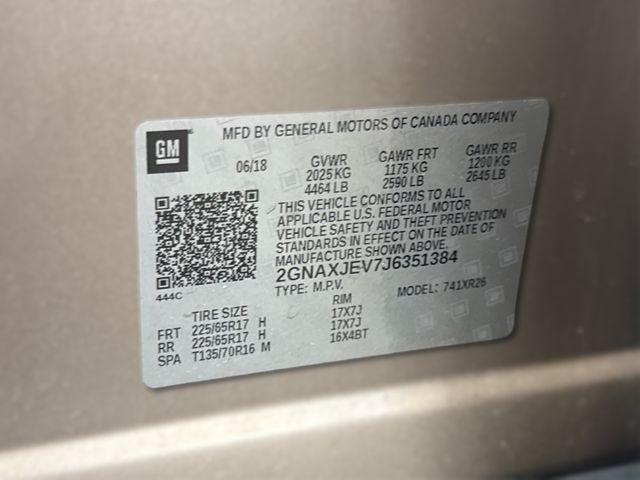 GM
MFD BY GENERAL MOTORS OF CANADA COMPANY
06/18 GVWR GAWR FRT GAWR RR
2025 KG 1175 KG 1200 KG
4464 LB 2590 LB 2645 LB
THIS VEHICLE CONFORMS TO ALL
APPLICABLE U.S. FEDERAL MOTOR
VEHICLE SAFETY AND THEFT PREVENTION
STANDARDS IN EFFECT ON THE DATE OF
MANUFACTURE SHOWN ABOVE.
2GNAXJEV7J6351384
444C
TYPE: M.P.V. MODEL: 741XR26
TIRE SIZE RIM
FRT 225/65R17 H 17X7J
RR 225/65R17 H 17X7J
SPA T135/70R16 M 16X4BT